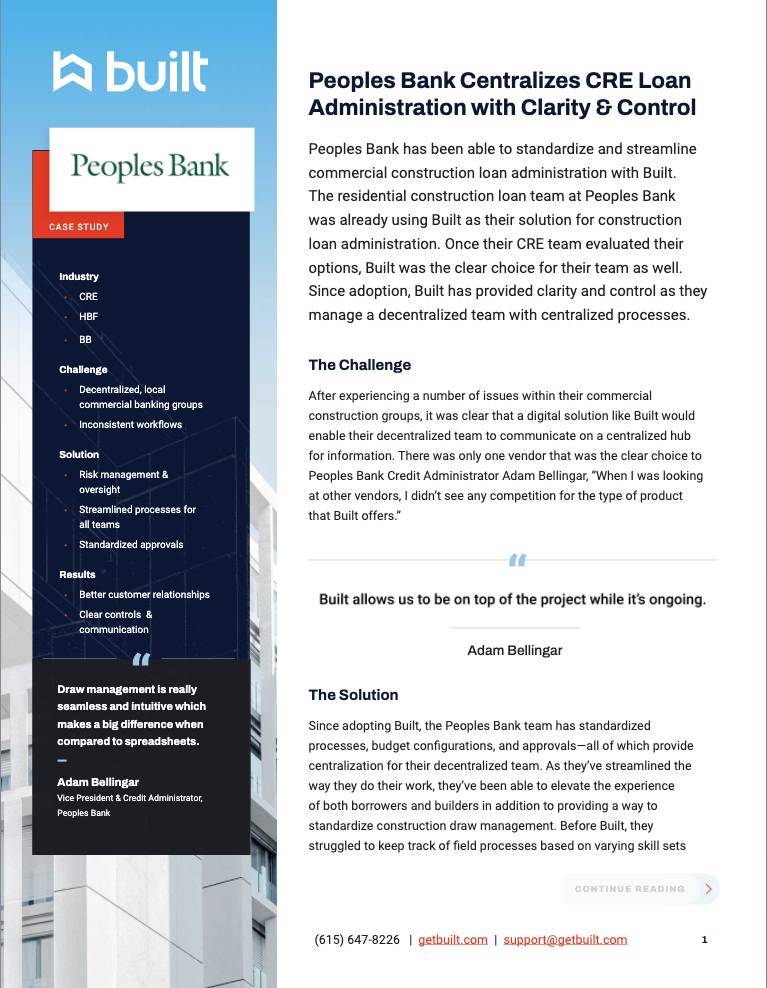 built
Peoples Bank
CASE STUDY
Industry
• CRE
• HBF
• BB
Challenge
• Decentralized, local
commercial banking groups
• Inconsistent workflows
Solution
• Risk management &
oversight
• Streamlined processes for
all teams
• Standardized approvals
Results
• Better customer relationships
• Clear controls &
communication
“
Draw management is really
seamless and intuitive which
makes a big difference when
compared to spreadsheets.
Adam Bellingar
Vice President & Credit Administrator,
Peoples Bank
Peoples Bank Centralizes CRE Loan
Administration with Clarity & Control
Peoples Bank has been able to standardize and streamline
commercial construction loan administration with Built.
The residential construction loan team at Peoples Bank
was already using Built as their solution for construction
loan administration. Once their CRE team evaluated their
options, Built was the clear choice for their team as well.
Since adoption, Built has provided clarity and control as they
manage a decentralized team with centralized processes.
The Challenge
After experiencing a number of issues within their commercial
construction groups, it was clear that a digital solution like Built would
enable their decentralized team to communicate on a centralized hub
for information. There was only one vendor that was the clear choice to
Peoples Bank Credit Administrator Adam Bellingar, “When I was looking
at other vendors, I didn’t see any competition for the type of product
that Built offers.”
“
Built allows us to be on top of the project while it’s ongoing.
Adam Bellingar
The Solution
Since adopting Built, the Peoples Bank team has standardized
processes, budget configurations, and approvals—all of which provide
centralization for their decentralized team. As they’ve streamlined the
way they do their work, they’ve been able to elevate the experience
of both borrowers and builders in addition to providing a way to
standardize construction draw management. Before Built, they
struggled to keep track of field processes based on varying skill sets
CONTINUE READING
(615) 647-8226 | getbuilt.com | support@getbuilt.com
1